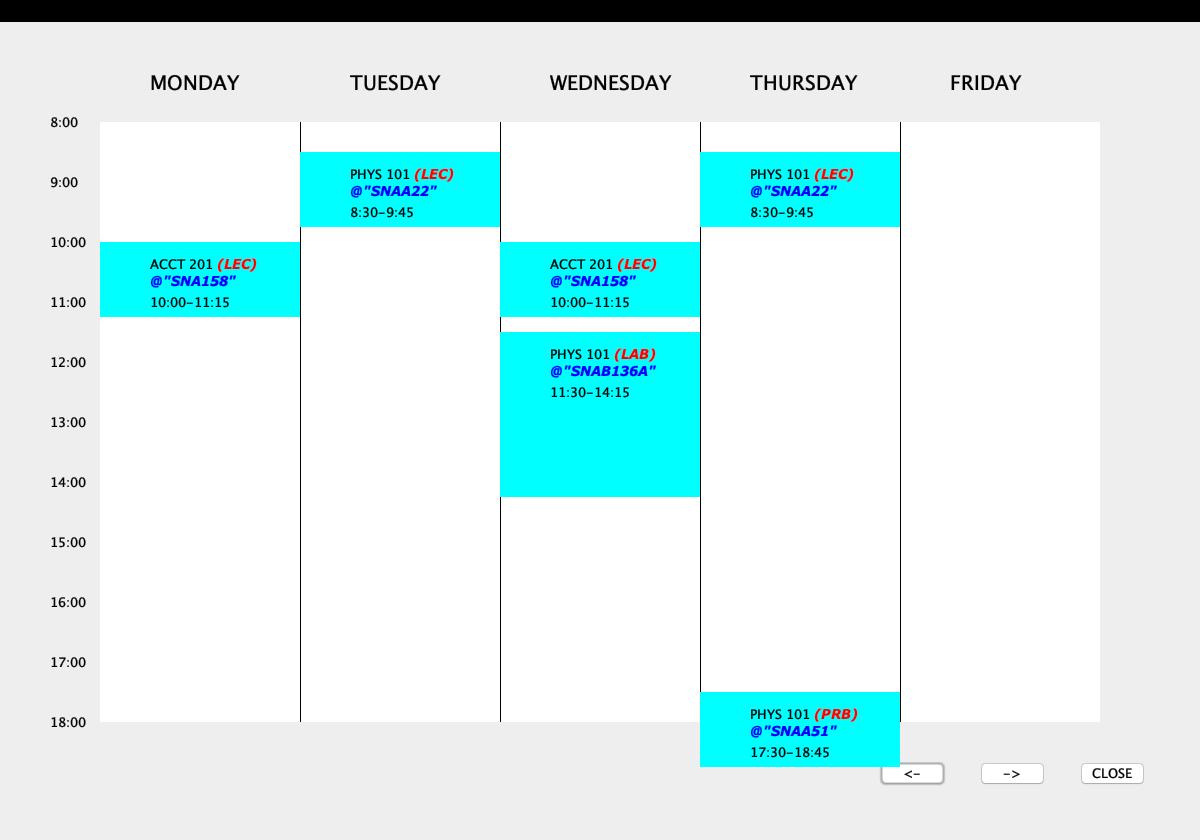 MONDAY TUESDAY WEDNESDAY THURSDAY FRIDAY
8:00
PHYS 101 (LEC) PHYS 101 (LEC)
9:00
@"SNAA22" @"SNAA22"
8:30-9:45 8:30-9:45
10:00
ACCT 201 (LEC) ACCT 201 (LEC)
@"SNA158" @"SNA158"
11:00 10:00-11:15 10:00-11:15
PHYS 101 (LAB)
12:00
@"SNAB136A"
11:30-14:15
13:00
14:00
15:00
16:00
17:00
PHYS 101 (PRB)
18:00
@"SNAA51"
17:30-18:45
<- -> CLOSE